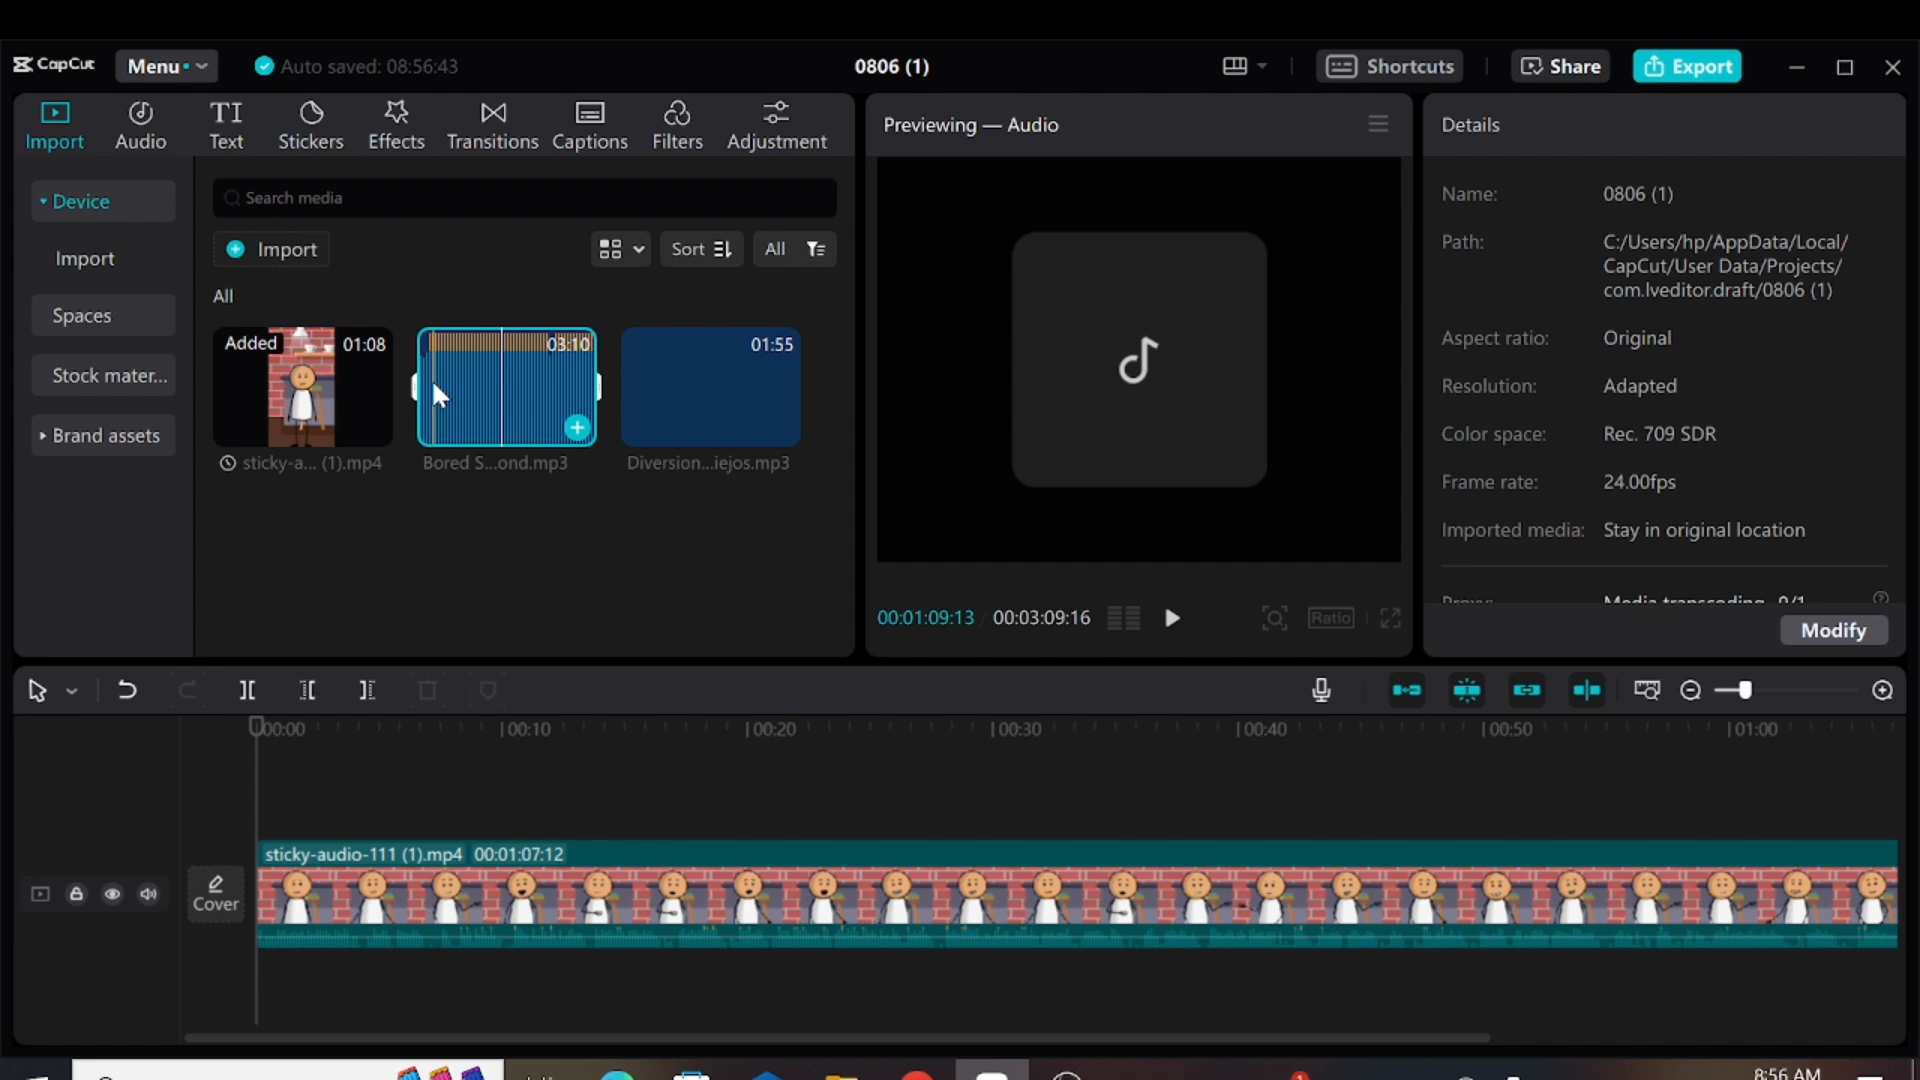 CapCut
Menu
Auto saved: 08:56:43
0806 (1)
Shortcuts
Share
Export
Import
Audio
TI
Text
Stickers
Effects
Transitions
Captions
Filters
Adjustment
Device
Import
Spaces
Stock mater...
Brand assets
Search media
Import
Sort
All
All
Added
01:08
03:10
01:55
sticky-a... (1).mp4
Bored S...ond.mp3
Diversion...iejos.mp3
Previewing — Audio
00:01:09:13
00:03:09:16
Ratio
Details
Name:
0806 (1)
Path:
C:/Users/hp/AppData/Local/
CapCut/User Data/Projects/
com.lveditor.draft/0806 (1)
Aspect ratio:
Original
Resolution:
Adapted
Color space:
Rec. 709 SDR
Frame rate:
24.00fps
Imported media:
Stay in original location
Modify
00:00
00:10
00:20
00:30
00:40
00:50
01:00
sticky-audio-111 (1).mp4 00:01:07:12
Cover
8:56 AM